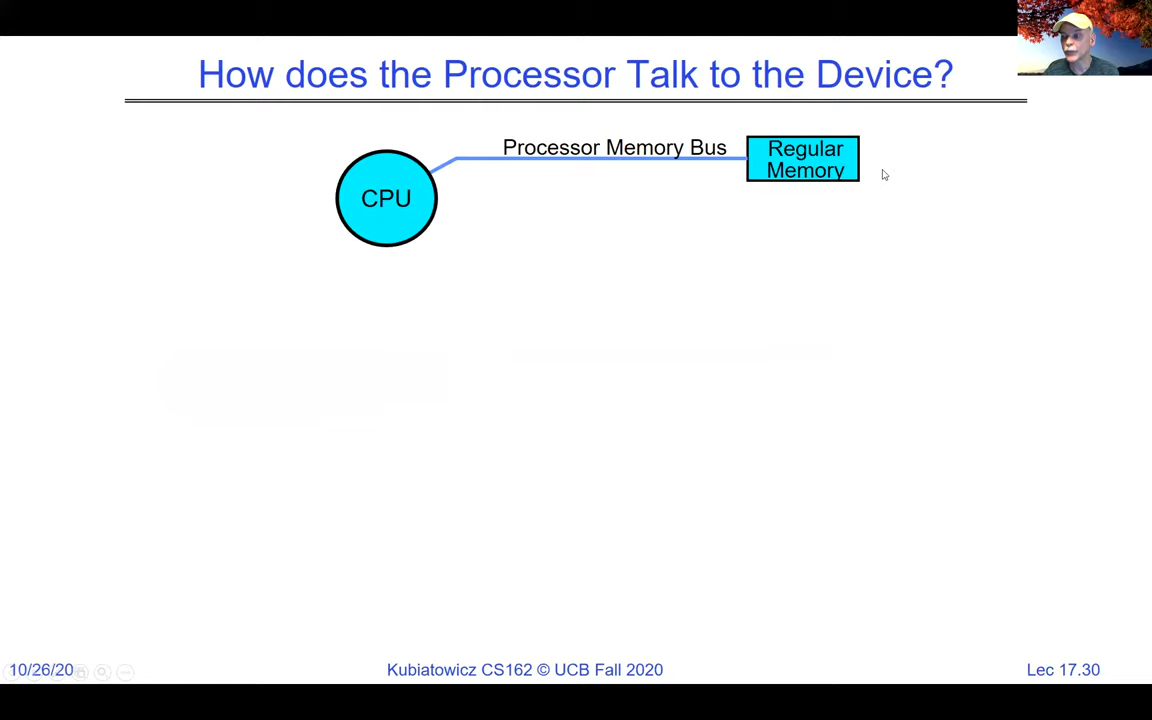 How does the Processor Talk to the Device?
Processor Memory Bus
Regular
Memory
CPU
10/26/20
Kubiatowicz CS162 © UCB Fall 2020
Lec 17.30